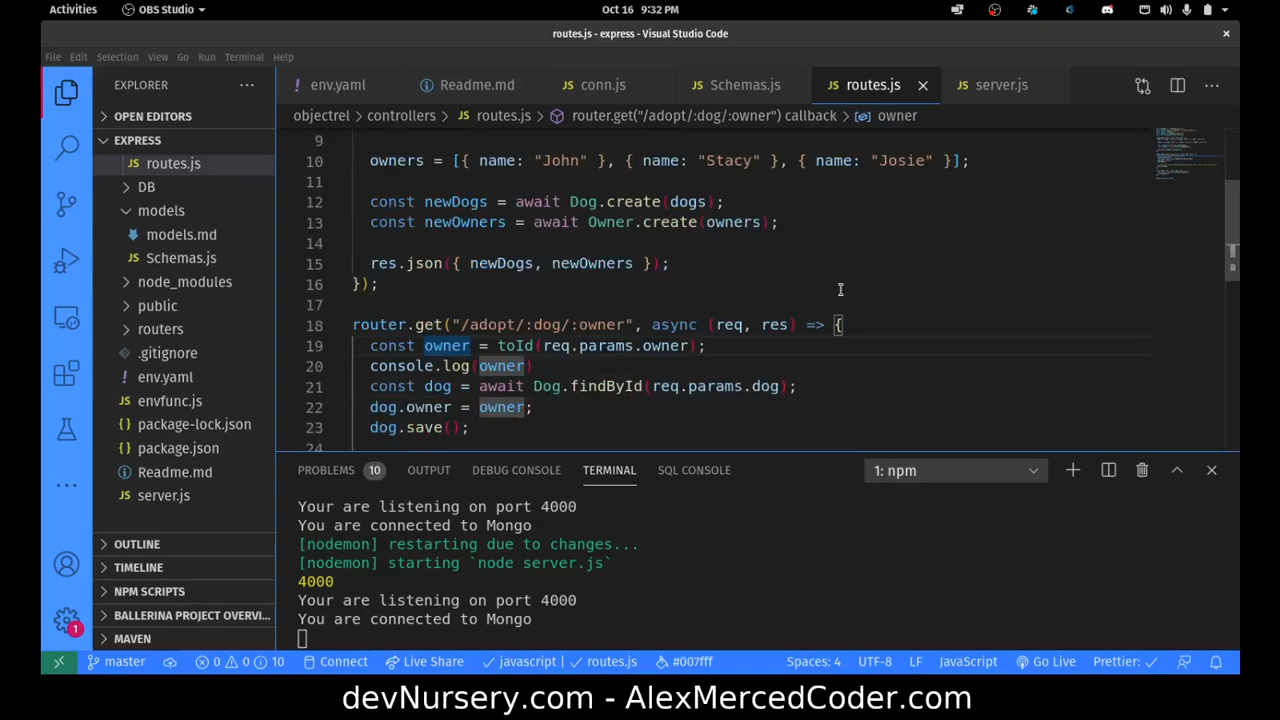 Activities OBS Studio Oct 16 9:32 PM
routes.js - express - Visual Studio Code ×
File Edit Selection View Go Run Terminal Help
EXPLORER ··· ! env.yaml Readme.md JS conn.js JS Schemas.js JS routes.js × JS server.js ···
OPEN EDITORS objectrel > controllers > JS routes.js > router.get("/adopt/:dog/:owner") callback > owner
EXPRESS
JS routes.js
DB
models
models.md
JS Schemas.js
node_modules
public
routers
.gitignore
! env.yaml
JS envfunc.js
{} package-lock.json
{} package.json
Readme.md
JS server.js
OUTLINE
TIMELINE
NPM SCRIPTS
BALLERINA PROJECT OVERVI...
MAVEN
1
9
10 owners = [{ name: "John" }, { name: "Stacy" }, { name: "Josie" }];
11
12 const newDogs = await Dog.create(dogs);
13 const newOwners = await Owner.create(owners);
14
15 res.json({ newDogs, newOwners });
16 });
17
18 router.get("/adopt/:dog/:owner", async (req, res) => {
19 const owner = toId(req.params.owner);
20 console.log(owner)
21 const dog = await Dog.findById(req.params.dog);
22 dog.owner = owner;
23 dog.save();
24
PROBLEMS 10 OUTPUT DEBUG CONSOLE TERMINAL SQL CONSOLE 1: npm
Your are listening on port 4000
You are connected to Mongo
[nodemon] restarting due to changes...
[nodemon] starting `node server.js`
4000
Your are listening on port 4000
You are connected to Mongo
master 0 0 10 Connect Live Share javascript | routes.js #007fff Spaces: 4 UTF-8 LF JavaScript Go Live Prettier: ✓
devNursery.com - AlexMercedCoder.com